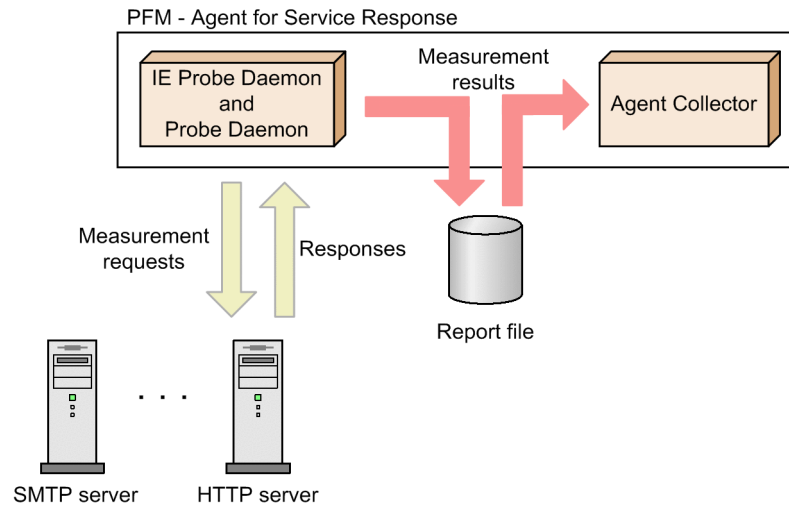 PFM - Agent for Service Response
IE Probe Daemon
and
Probe Daemon
Measurement
results
Agent Collector
Measurement
requests
Responses
Report file
. . .
SMTP server
HTTP server